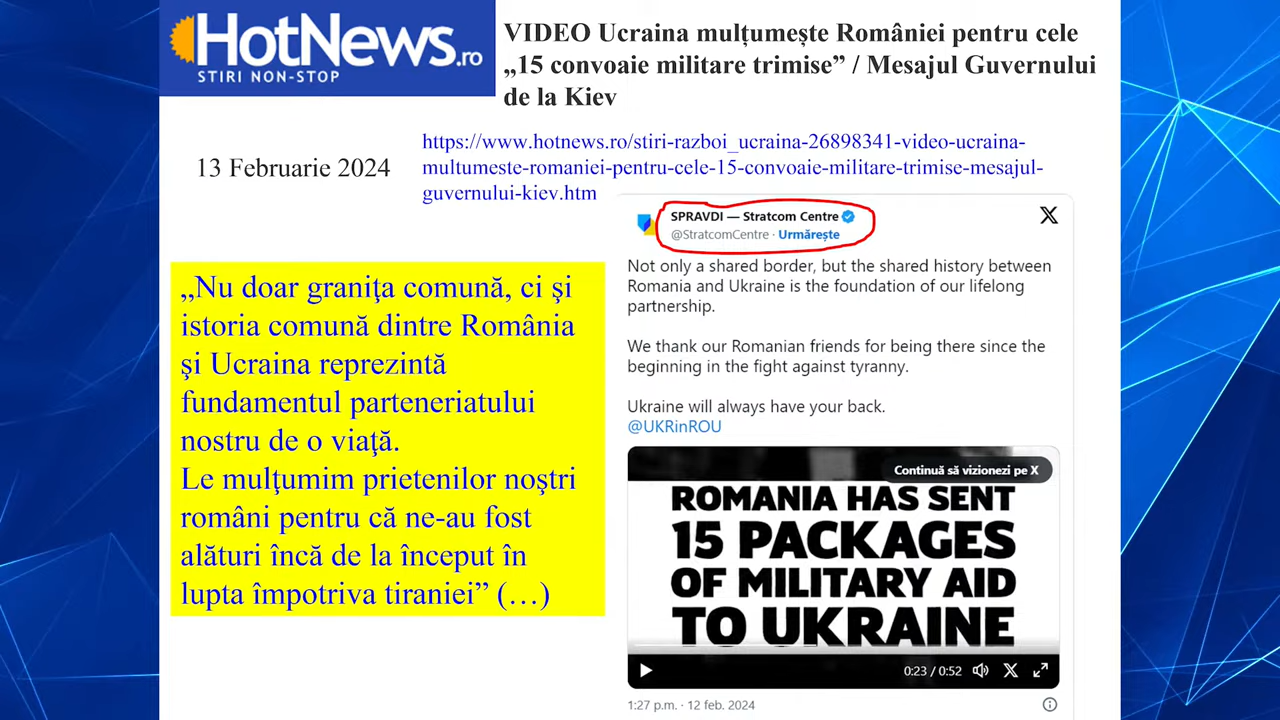 HotNews.ro
STIRI NON-STOP
VIDEO Ucraina mulțumește României pentru cele
„15 convoaie militare trimise” / Mesajul Guvernului
de la Kiev
13 Februarie 2024
https://www.hotnews.ro/stiri-razboi_ucraina-26898341-video-ucraina-
multumeste-romaniei-pentru-cele-15-convoaie-militare-trimise-mesajul-
guvernului-kiev.htm
„Nu doar graniţa comună, ci şi
istoria comună dintre România
şi Ucraina reprezintă
fundamentul parteneriatului
nostru de o viaţă.
Le mulţumim prietenilor noştri
români pentru că ne-au fost
alături încă de la început în
lupta împotriva tiraniei” (…)
SPRAVDI — Stratcom Centre
@StratcomCentre · Urmărește
Not only a shared border, but the shared history between
Romania and Ukraine is the foundation of our lifelong
partnership.
We thank our Romanian friends for being there since the
beginning in the fight against tyranny.
Ukraine will always have your back.
@UKRinROU
Continuă să vizionezi pe X
ROMANIA HAS SENT
15 PACKAGES
OF MILITARY AID
TO UKRAINE
0:23 / 0:52
1:27 p.m. · 12 feb. 2024